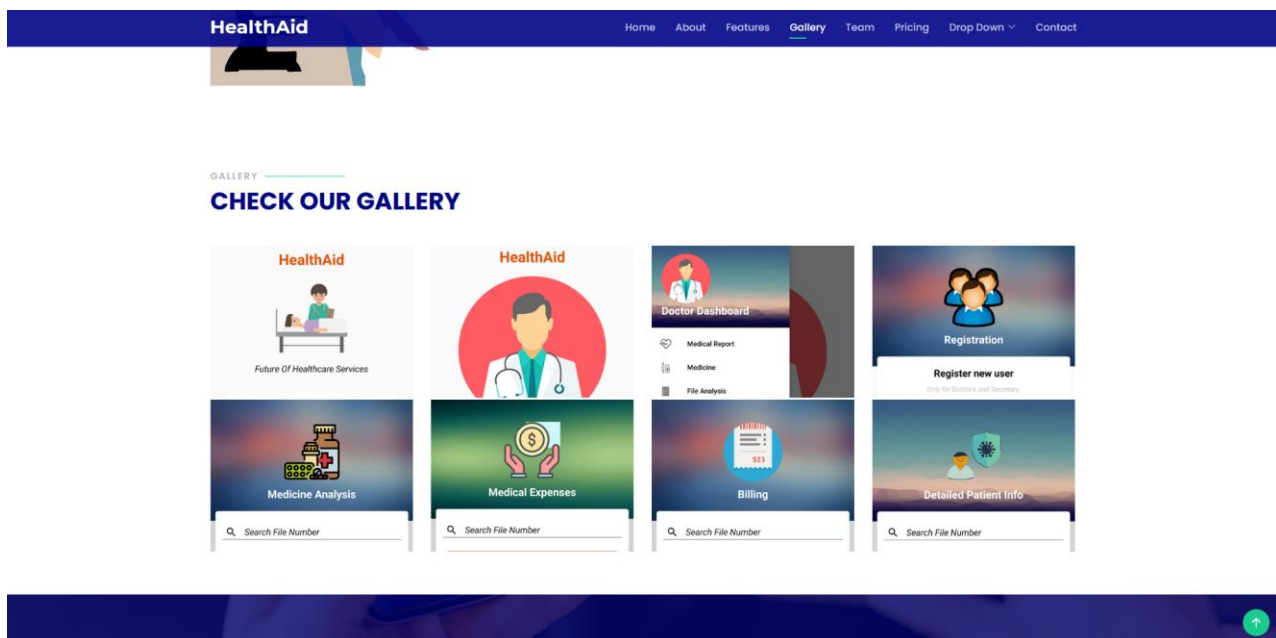 HealthAid
Home About Features Gallery Team Pricing Drop Down Contact
GALLERY
CHECK OUR GALLERY
HealthAid
Future Of Healthcare Services
HealthAid
Doctor Dashboard
Medical Report
Medicine
File Analysis
Registration
Register new user
Only for Doctor's and Secretary
Medicine Analysis
Search File Number
Medical Expenses
Search File Number
$23
Billing
Search File Number
Detailed Patient Info
Search File Number